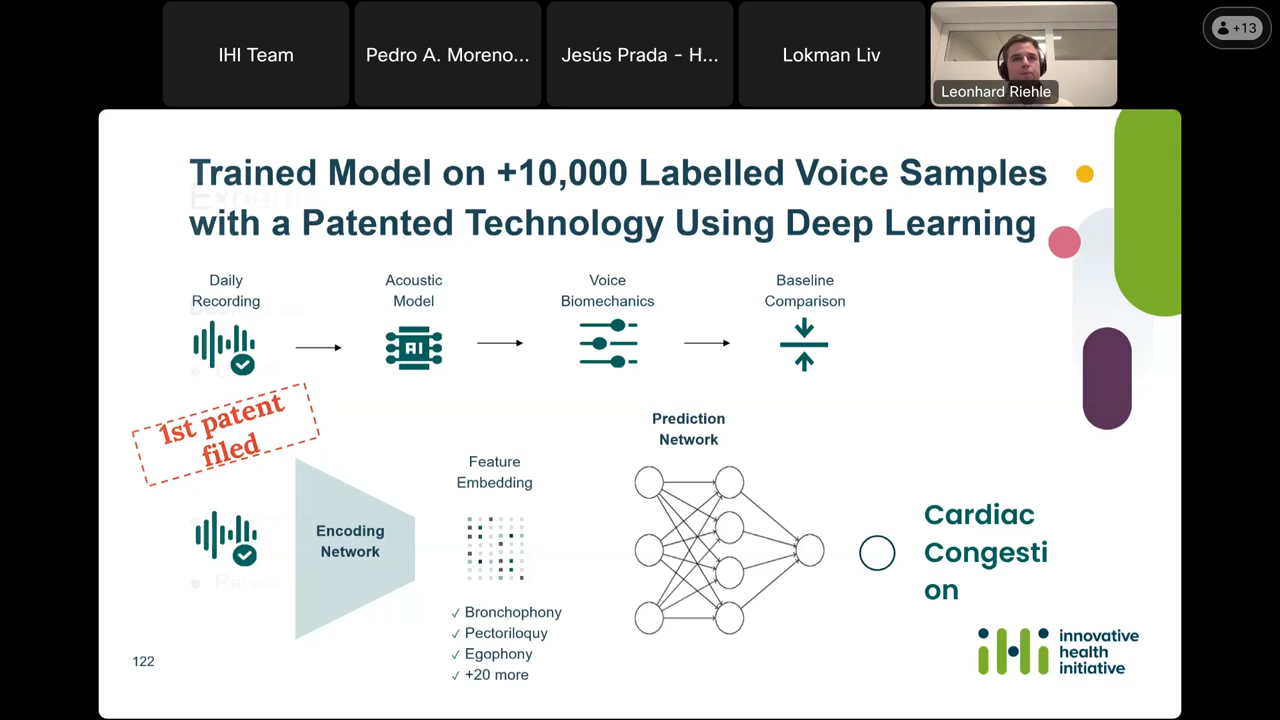 IHI Team
Pedro A. Moreno...
Jesús Prada - H...
Lokman Liv
Leonhard Riehle
+13
Trained Model on +10,000 Labelled Voice Samples
with a Patented Technology Using Deep Learning
Daily
Recording
Acoustic
Model
Voice
Biomechanics
Baseline
Comparison
AI
1st patent
filed
Encoding
Network
Feature
Embedding
✓ Bronchophony
✓ Pectoriloquy
✓ Egophony
✓ +20 more
Prediction
Network
Cardiac
Congesti
on
122
iHi
innovative
health
initiative